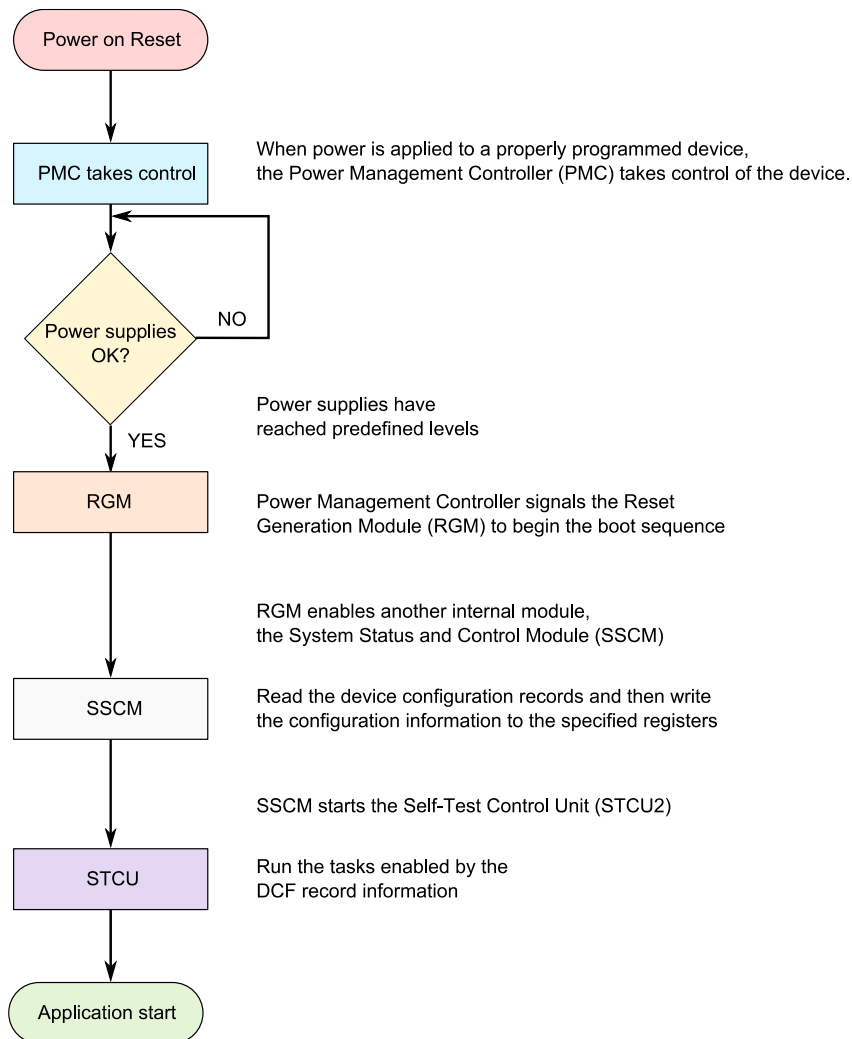 Power on Reset
PMC takes control
When power is applied to a properly programmed device,
the Power Management Controller (PMC) takes control of the device.
Power supplies
OK?
NO
YES
Power supplies have
reached predefined levels
RGM
Power Management Controller signals the Reset
Generation Module (RGM) to begin the boot sequence
RGM enables another internal module,
the System Status and Control Module (SSCM)
SSCM
Read the device configuration records and then write
the configuration information to the specified registers
SSCM starts the Self-Test Control Unit (STCU2)
STCU
Run the tasks enabled by the
DCF record information
Application start